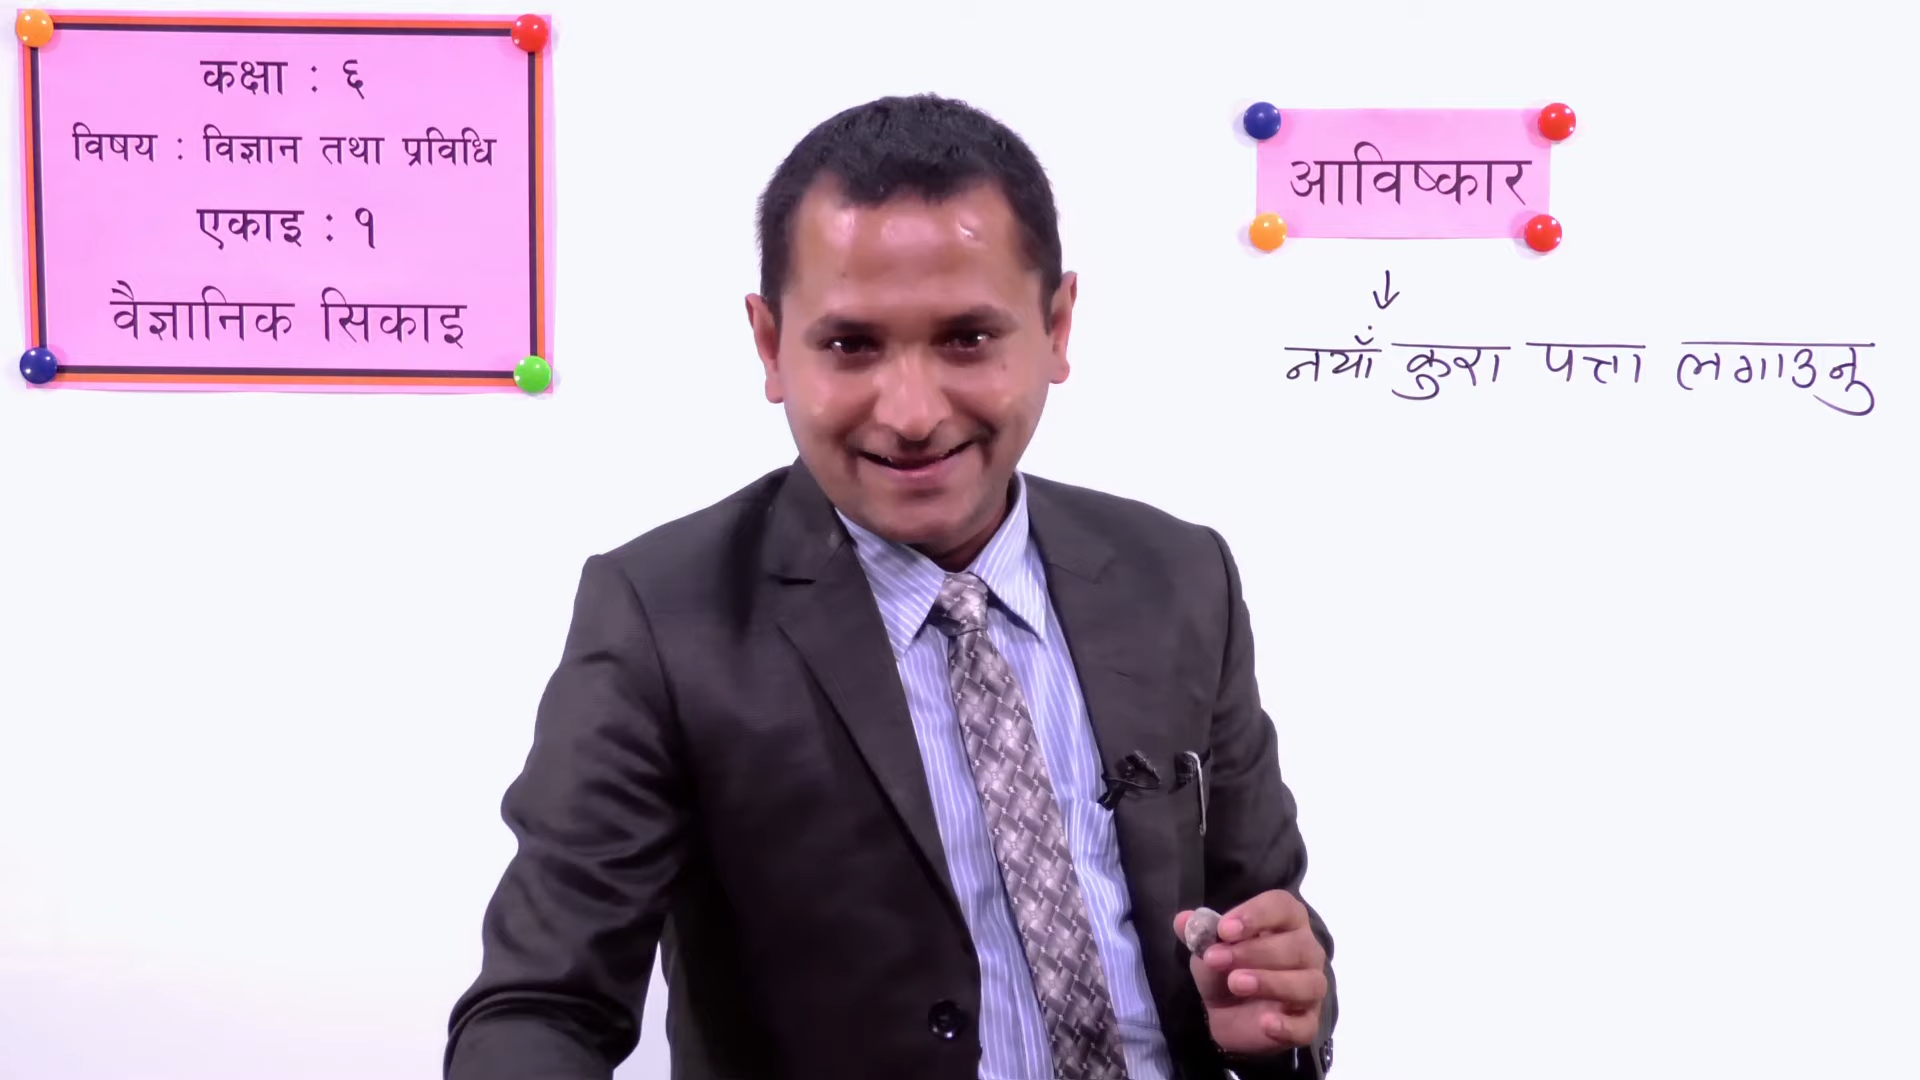 कक्षा : ६
विषय : विज्ञान तथा प्रविधि
एकाइ : १
वैज्ञानिक सिकाइ
आविष्कार
↓
नयाँ कुरा पत्ता लगाउनु